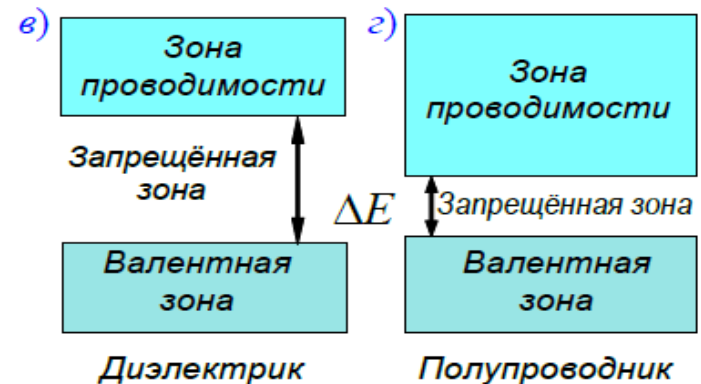 в)
Зона
проводимости
Запрещённая
зона
Валентная
зона
Диэлектрик
ΔE
г)
Зона
проводимости
Запрещённая зона
Валентная
зона
Полупроводник